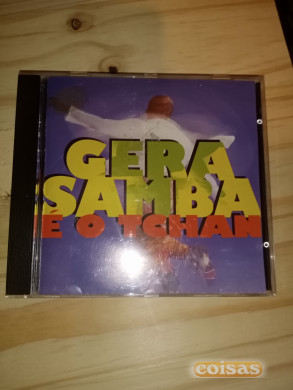 GERA
SAMBA
É O TCHAN
coisas